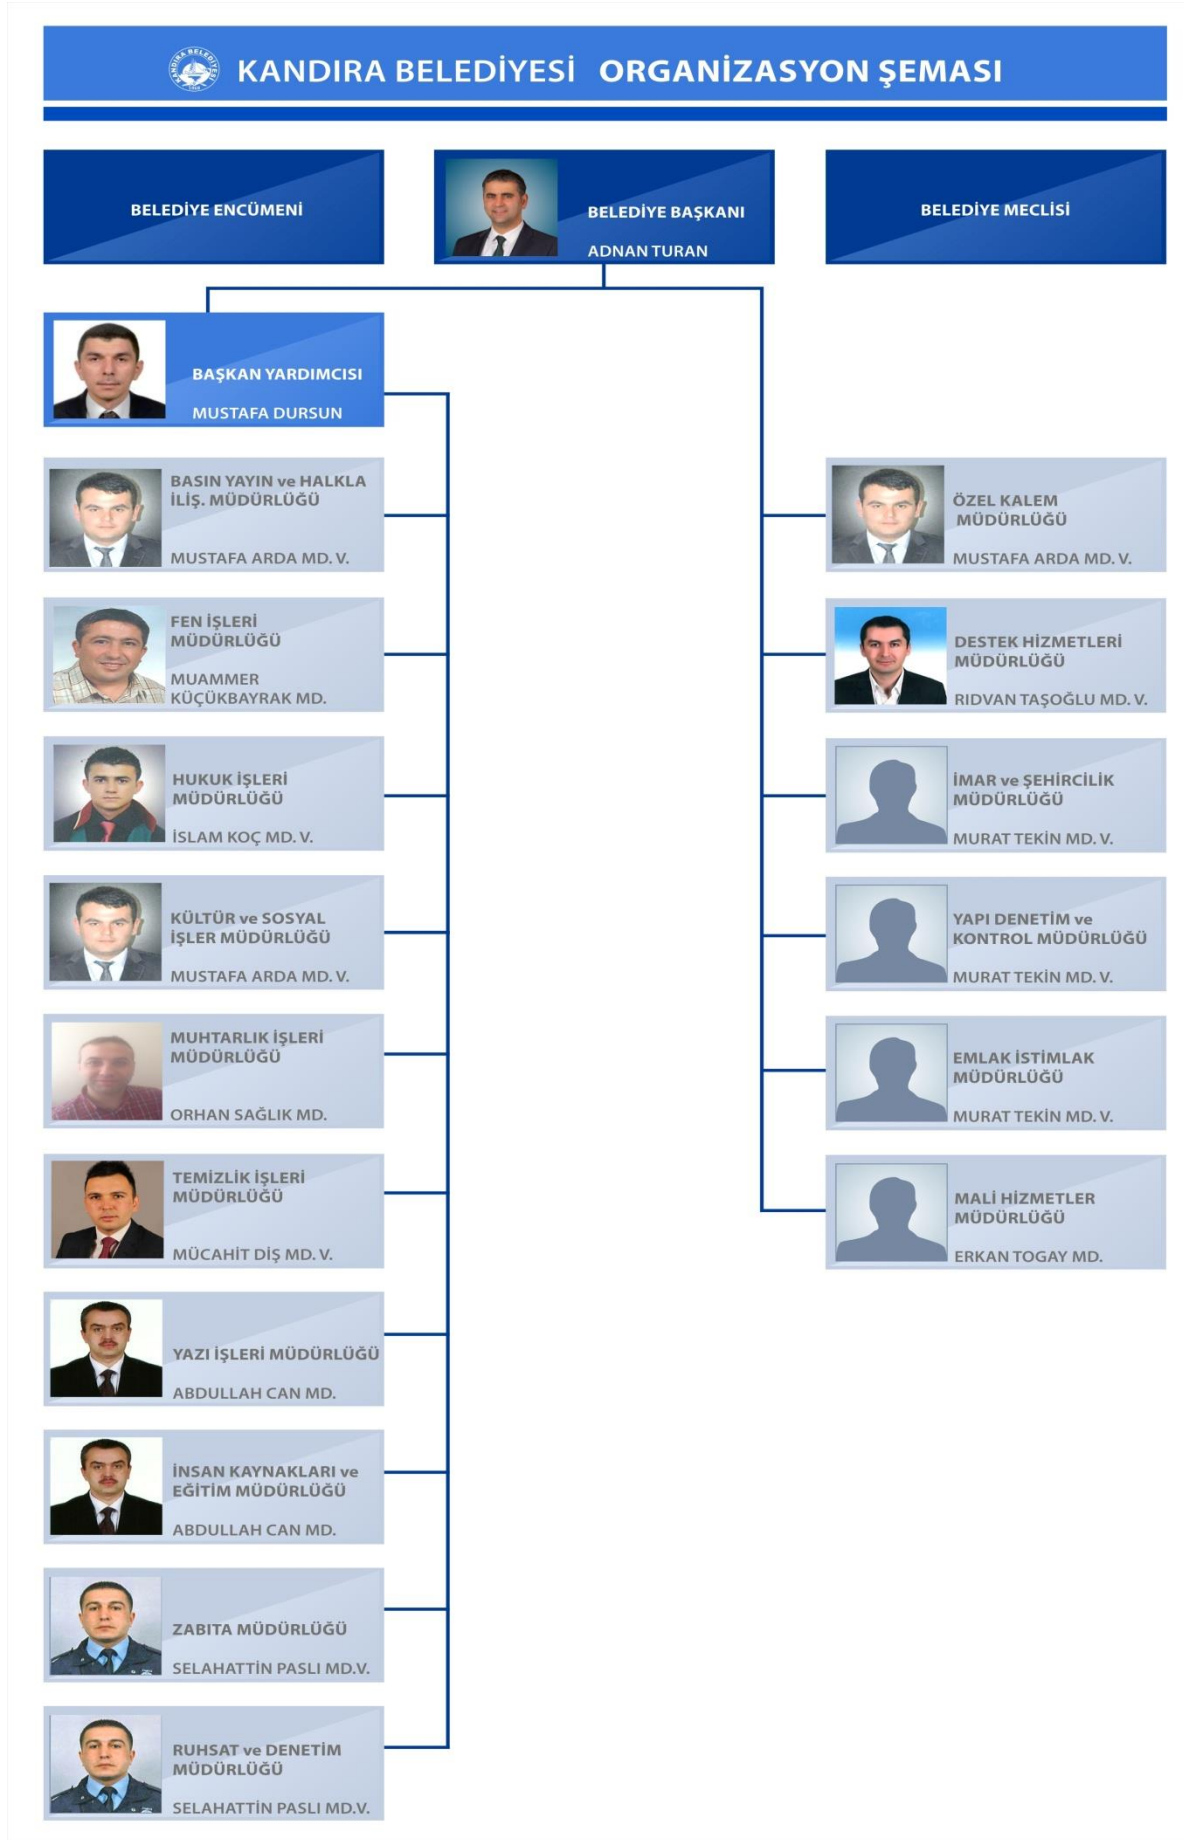 KANDIRA BELEDİYESİ ORGANİZASYON ŞEMASI
BELEDİYE ENCÜMENİ
BELEDİYE BAŞKANI
ADNAN TURAN
BELEDİYE MECLİSİ
BAŞKAN YARDIMCISI
MUSTAFA DURSUN
BASIN YAYIN ve HALKLA
İLİŞ. MÜDÜRLÜĞÜ
MUSTAFA ARDA MD. V.
FEN İŞLERİ
MÜDÜRLÜĞÜ
MUAMMER
KÜÇÜKBAYRAK MD.
HUKUK İŞLERİ
MÜDÜRLÜĞÜ
İSLAM KOÇ MD. V.
KÜLTÜR ve SOSYAL
İŞLER MÜDÜRLÜĞÜ
MUSTAFA ARDA MD. V.
MUHTARLIK İŞLERİ
MÜDÜRLÜĞÜ
ORHAN SAĞLIK MD.
TEMİZLİK İŞLERİ
MÜDÜRLÜĞÜ
MÜCAHİT DİŞ MD. V.
YAZI İŞLERİ MÜDÜRLÜĞÜ
ABDULLAH CAN MD.
İNSAN KAYNAKLARI ve
EĞİTİM MÜDÜRLÜĞÜ
ABDULLAH CAN MD.
ZABITA MÜDÜRLÜĞÜ
SELAHATTİN PASLI MD.V.
RUHSAT ve DENETİM
MÜDÜRLÜĞÜ
SELAHATTİN PASLI MD.V.
ÖZEL KALEM
MÜDÜRLÜĞÜ
MUSTAFA ARDA MD. V.
DESTEK HİZMETLERİ
MÜDÜRLÜĞÜ
RIDVAN TAŞOĞLU MD. V.
İMAR ve ŞEHİRCİLİK
MÜDÜRLÜĞÜ
MURAT TEKİN MD. V.
YAPI DENETİM ve
KONTROL MÜDÜRLÜĞÜ
MURAT TEKİN MD. V.
EMLAK İSTİMLAK
MÜDÜRLÜĞÜ
MURAT TEKİN MD. V.
MALİ HİZMETLER
MÜDÜRLÜĞÜ
ERKAN TOGAY MD.